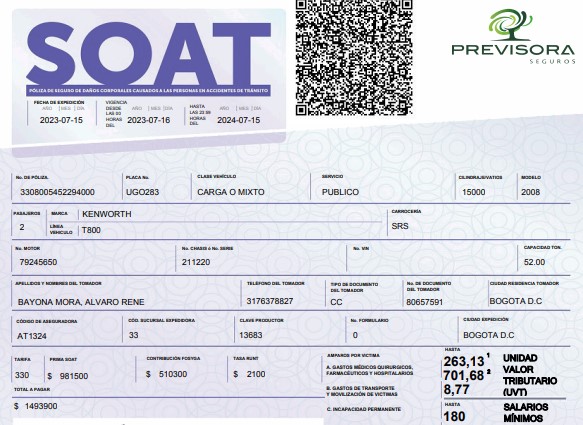 SOAT
PÓLIZA DE SEGURO DE DAÑOS CORPORALES CAUSADOS A LAS PERSONAS EN ACCIDENTES DE TRÁNSITO
PREVISORA
SEGUROS
FECHA DE EXPEDICIÓN
AÑO MES DÍA
2023-07-15
VIGENCIA
DESDE
LAS 00
HORAS
DEL
AÑO MES DÍA
2023-07-16
HASTA
LAS 23:59
HORAS
DEL
AÑO MES DÍA
2024-07-15
No. DE PÓLIZA. PLACA No. CLASE VEHÍCULO SERVICIO CILINDRAJE/VATIOS MODELO
3308005452294000 UGO283 CARGA O MIXTO PUBLICO 15000 2008
PASAJEROS MARCA KENWORTH CARROCERÍA
2 LÍNEA VEHÍCULO T800 SRS
No. MOTOR No. CHASIS ó No. SERIE No. VIN CAPACIDAD TON.
79245650 211220 52.00
APELLIDOS Y NOMBRES DEL TOMADOR TELÉFONO DEL TOMADOR TIPO DE DOCUMENTO DEL TOMADOR No. DE DOCUMENTO DEL TOMADOR CIUDAD RESIDENCIA TOMADOR
BAYONA MORA, ALVARO RENE 3176378827 CC 80657591 BOGOTA D.C
CÓDIGO DE ASEGURADORA CÓD. SUCURSAL EXPEDIDORA CLAVE PRODUCTOR No. FORMULARIO CIUDAD EXPEDICIÓN
AT1324 33 13683 0 BOGOTA D.C
TARIFA PRIMA SOAT CONTRIBUCIÓN FOSYGA TASA RUNT
330 $ 981500 $ 510300 $ 2100
TOTAL A PAGAR
$ 1493900
AMPAROS POR VICTIMA
A. GASTOS MÉDICOS QUIRURGICOS,
FARMACÉUTICOS Y HOSPITALARIOS
B. GASTOS DE TRANSPORTE
Y MOVILIZACIÓN DE VICTIMAS
C. INCAPACIDAD PERMANENTE
HASTA
263,13 ¹
701,68 ²
8,77
UNIDAD
VALOR
TRIBUTARIO
(UVT)
HASTA
180
SALARIOS
MÍNIMOS